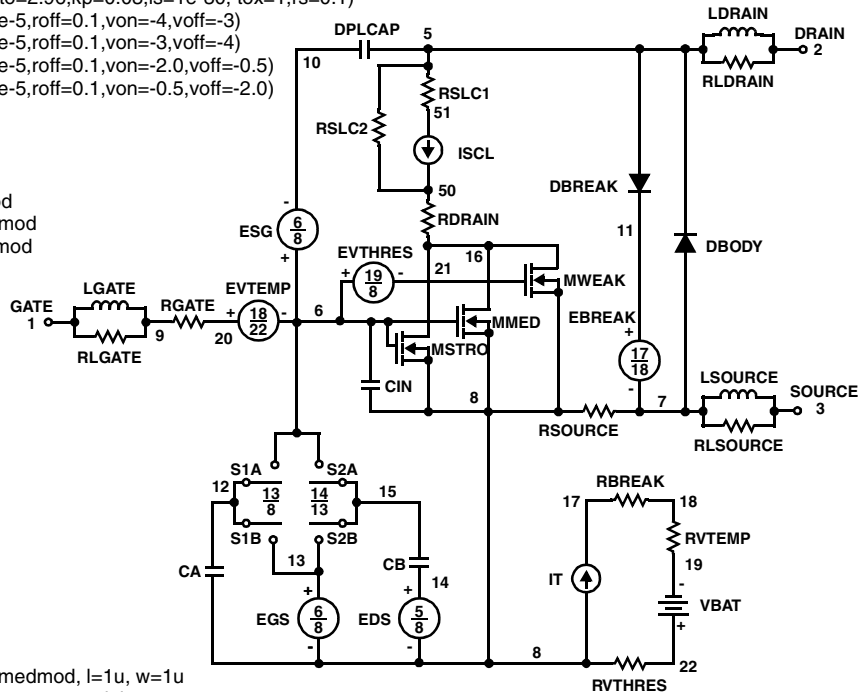 e-5,roff=0.1,von=-4,voff=-3)
e-5,roff=0.1,von=-3,voff=-4)
e-5,roff=0.1,von=-2.0,voff=-0.5)
e-5,roff=0.1,von=-0.5,voff=-2.0)
mod
mod
LDRAIN
DPLCAP
5
DRAIN
2
10
RLDRAIN
RSLC1
51
RSLC2
ISCL
50
DBREAK
RDRAIN
ESG
6
8
-
+
11
DBODY
EVTHRES
+
19
8
-
16
21
MWEAK
LGATE
EVTEMP
GATE
1
RGATE
+
18
22
-
6
EBREAK
+
MMED
9
20
MSTRO
17
18
-
RLGATE
LSOURCE
CIN
8
7
SOURCE
3
RSOURCE
RLSOURCE
S1A
S2A
12
13
8
14
13
15
RBREAK
17
18
S1B
S2B
RVTEMP
13
CB
19
CA
14
IT
-
VBAT
+
EGS
+
6
8
-
EDS
+
5
8
-
8
22
RVTHRES
medmod, l=1u, w=1u